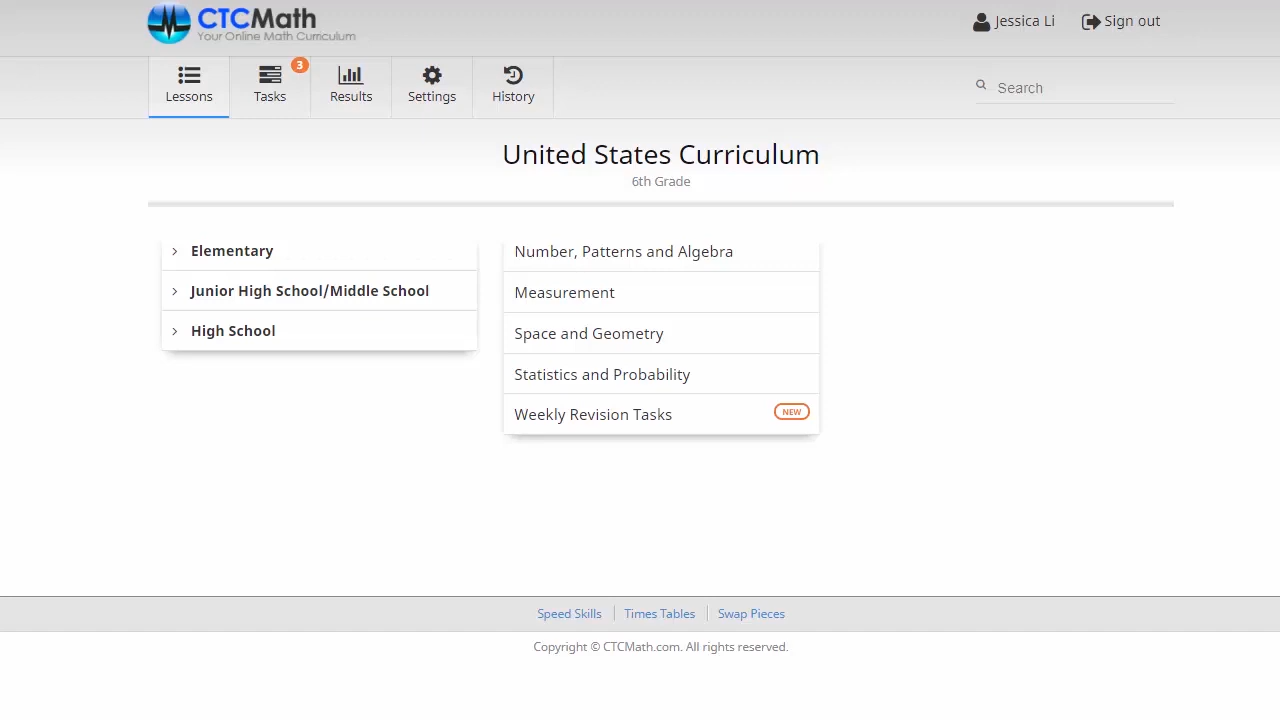 CTCMath
Your Online Math Curriculum
Jessica Li
Sign out
Lessons
Tasks
3
Results
Settings
History
Search
United States Curriculum
6th Grade
Elementary
Junior High School/Middle School
High School
Number, Patterns and Algebra
Measurement
Space and Geometry
Statistics and Probability
Weekly Revision Tasks NEW
Speed Skills
Times Tables
Swap Pieces
Copyright © CTCMath.com. All rights reserved.